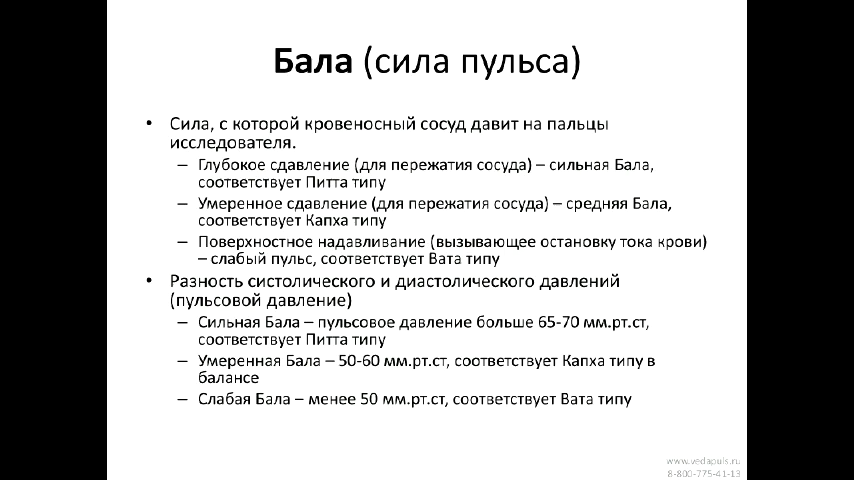 Бала (сила пульса)
• Сила, с которой кровеносный сосуд давит на пальцы
исследователя.
– Глубокое сдавление (для пережатия сосуда) – сильная Бала,
соответствует Питта типу
– Умеренное сдавление (для пережатия сосуда) – средняя Бала,
соответствует Капха типу
– Поверхностное надавливание (вызывающее остановку тока крови)
– слабый пульс, соответствует Вата типу
• Разность систолического и диастолического давлений
(пульсовой давление)
– Сильная Бала – пульсовое давление больше 65-70 мм.рт.ст,
соответствует Питта типу
– Умеренная Бала – 50-60 мм.рт.ст, соответствует Капха типу в
балансе
– Слабая Бала – менее 50 мм.рт.ст, соответствует Вата типу
www.vedapuls.ru
8-800-775-41-13